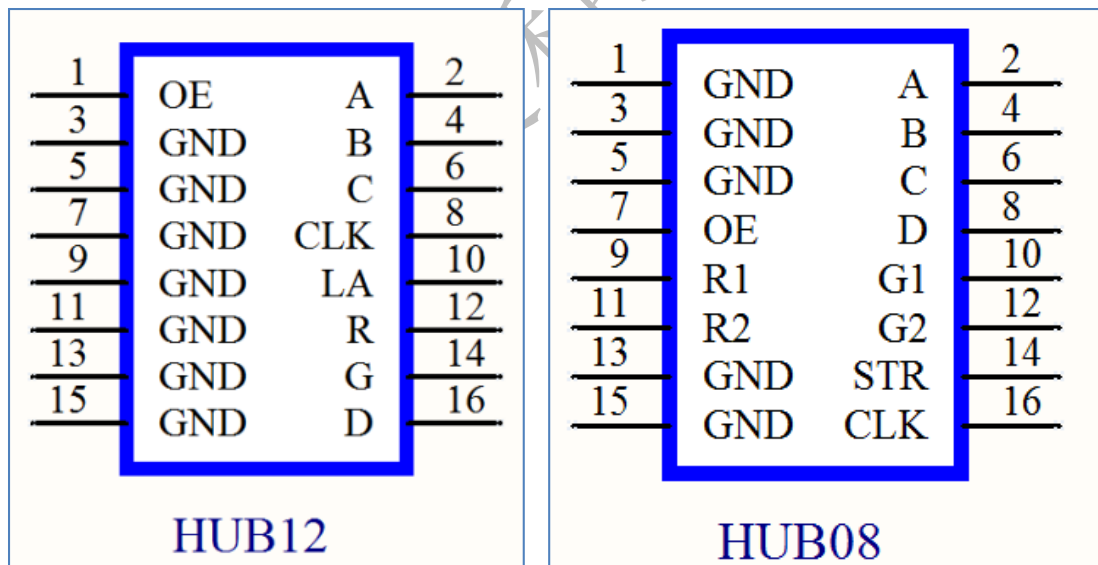 1 OE A 2
3 GND B 4
5 GND C 6
7 GND CLK 8
9 GND LA 10
11 GND R 12
13 GND G 14
15 GND D 16
HUB12
1 GND A 2
3 GND B 4
5 GND C 6
7 OE D 8
9 R1 G1 10
11 R2 G2 12
13 GND STR 14
15 GND CLK 16
HUB08